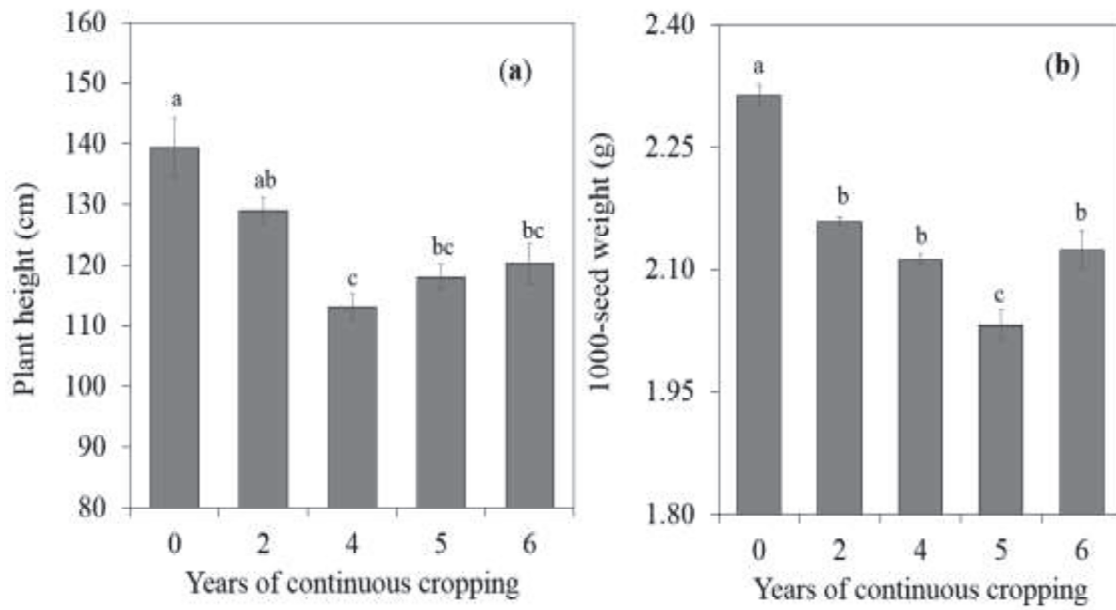 Plant height (cm)
160
150
140
130
120
110
100
90
80
(a)
a
ab
c
bc
bc
0 2 4 5 6
Years of continuous cropping
1000-seed weight (g)
2.40
2.25
2.10
1.95
1.80
(b)
a
b
b
c
b
0 2 4 5 6
Years of continuous cropping